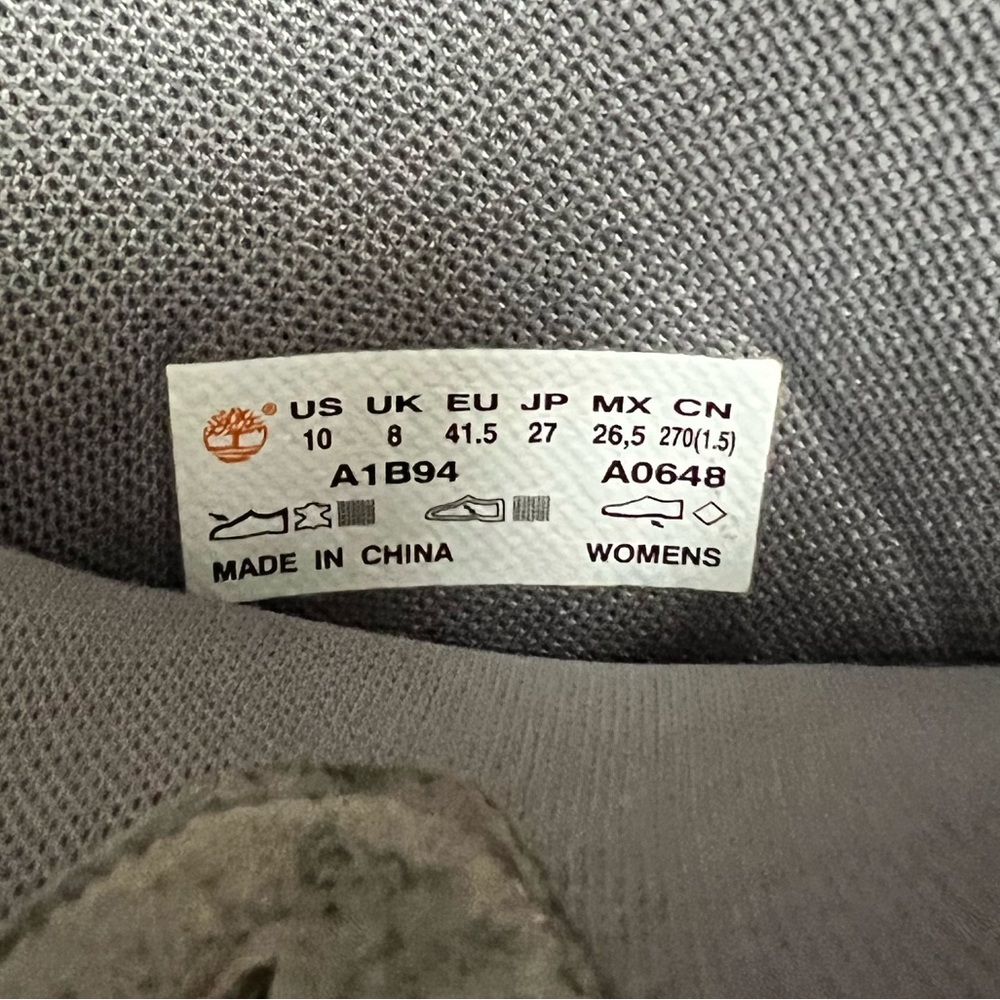 ® US UK EU JP MX CN
10 8 41.5 27 26,5 270(1.5)
A1B94 A0648
MADE IN CHINA WOMENS